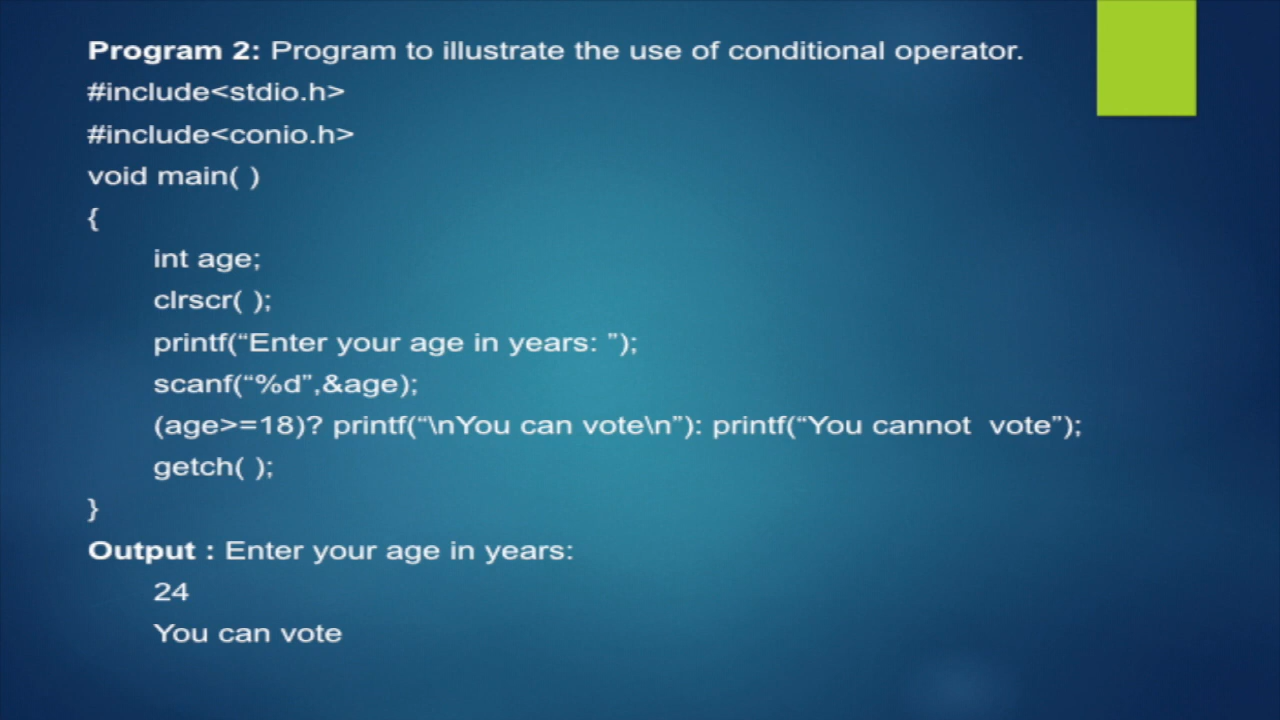 Program 2: Program to illustrate the use of conditional operator.
#include<stdio.h>
#include<conio.h>
void main( )
{
int age;
clrscr( );
printf(“Enter your age in years: ”);
scanf(“%d”,&age);
(age>=18)? printf(“\nYou can vote\n”): printf(“You cannot  vote”);
getch( );
}
Output : Enter your age in years:
24
You can vote